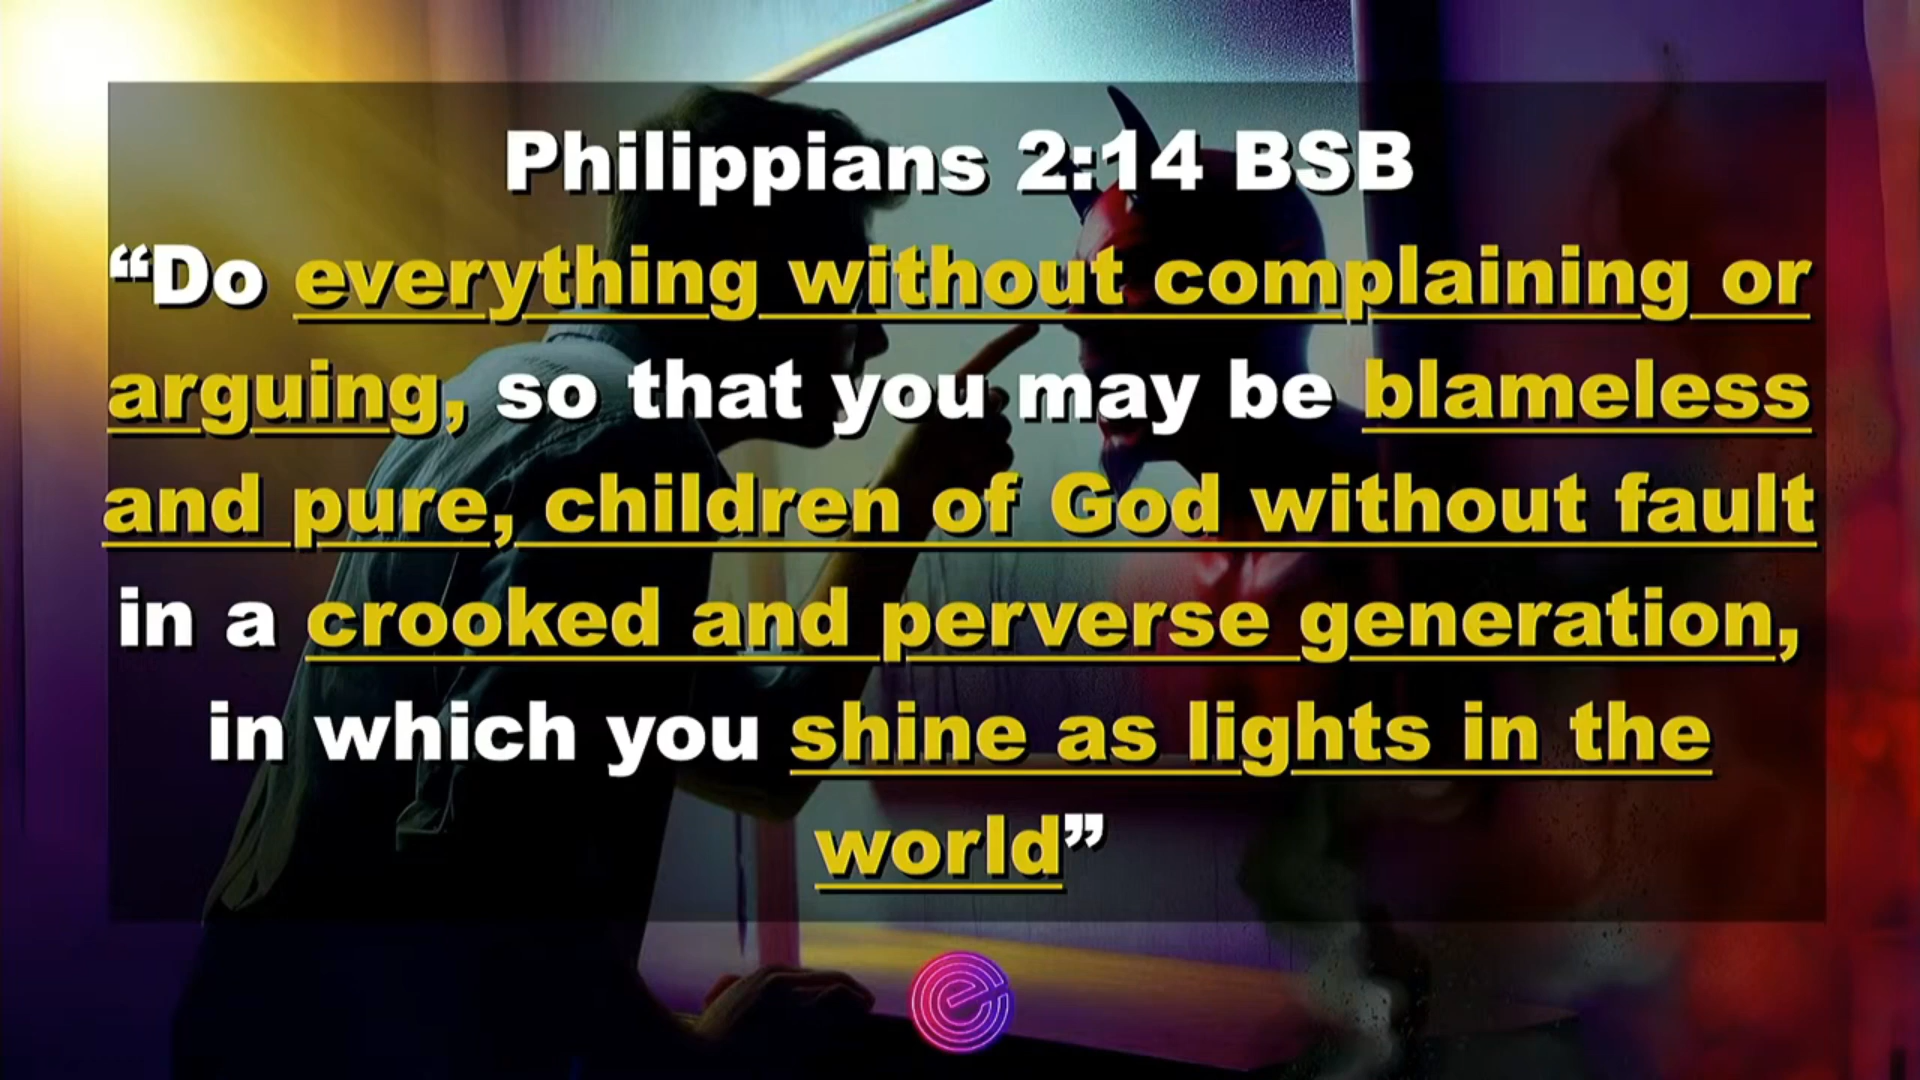 Philippians 2:14 BSB
“Do everything without complaining or
arguing, so that you may be blameless
and pure, children of God without fault
in a crooked and perverse generation,
in which you shine as lights in the
world”